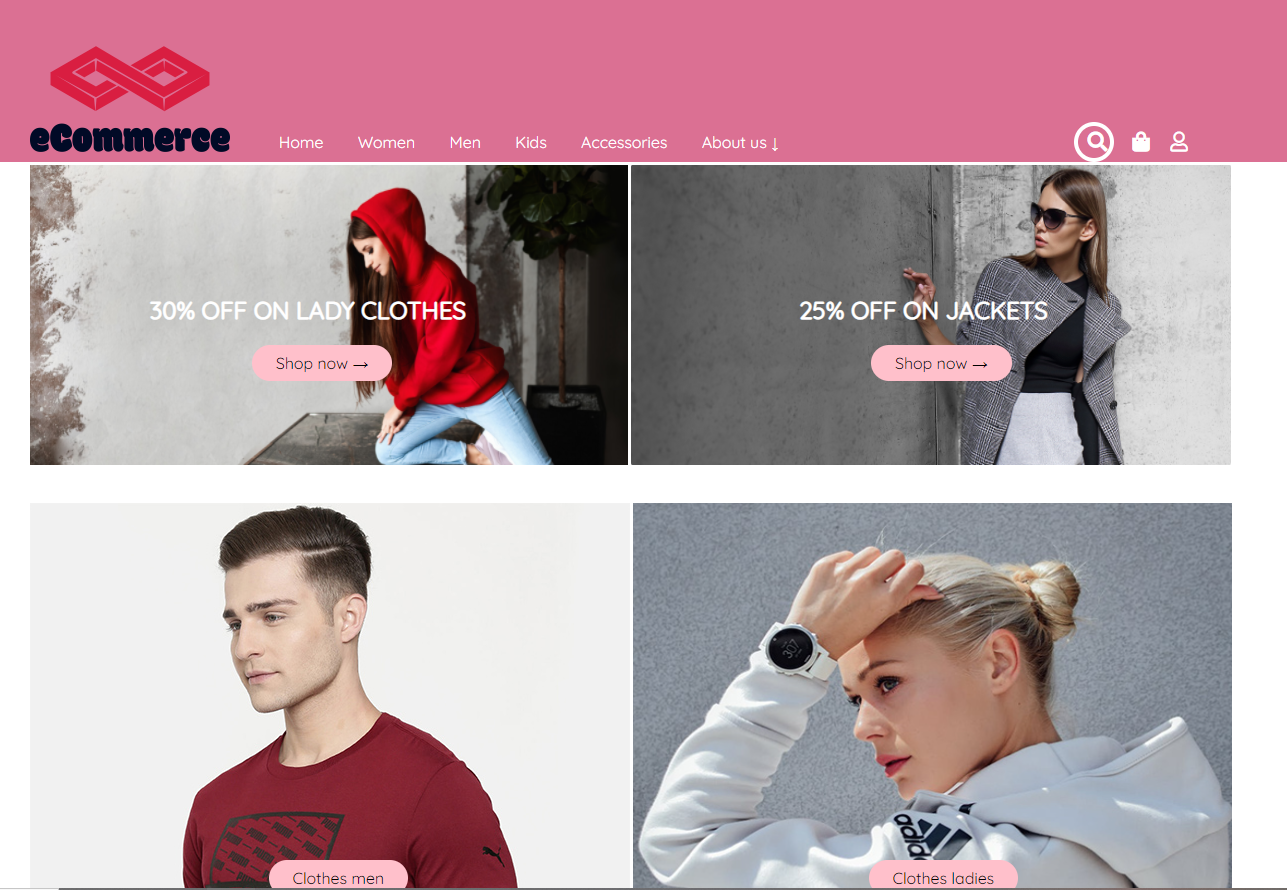 eCommerce
Home Women Men Kids Accessories About us ↓
30% OFF ON LADY CLOTHES
Shop now →
25% OFF ON JACKETS
Shop now →
307
adidas
Clothes men
Clothes ladies